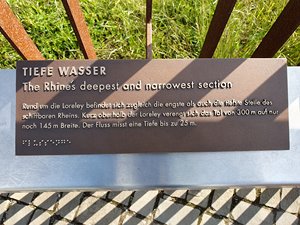 TIEFE WASSER
The Rhines deepest and narrowest section
Rund um die Loreley befindet sich zugleich die engste als auch die tiefste Stelle des
schiffbaren Rheins. Kurz oberhalb der Loreley verengt sich das Tal von 300 m auf nur
noch 145 m Breite. Der Fluss misst eine Tiefe bis zu 25 m.